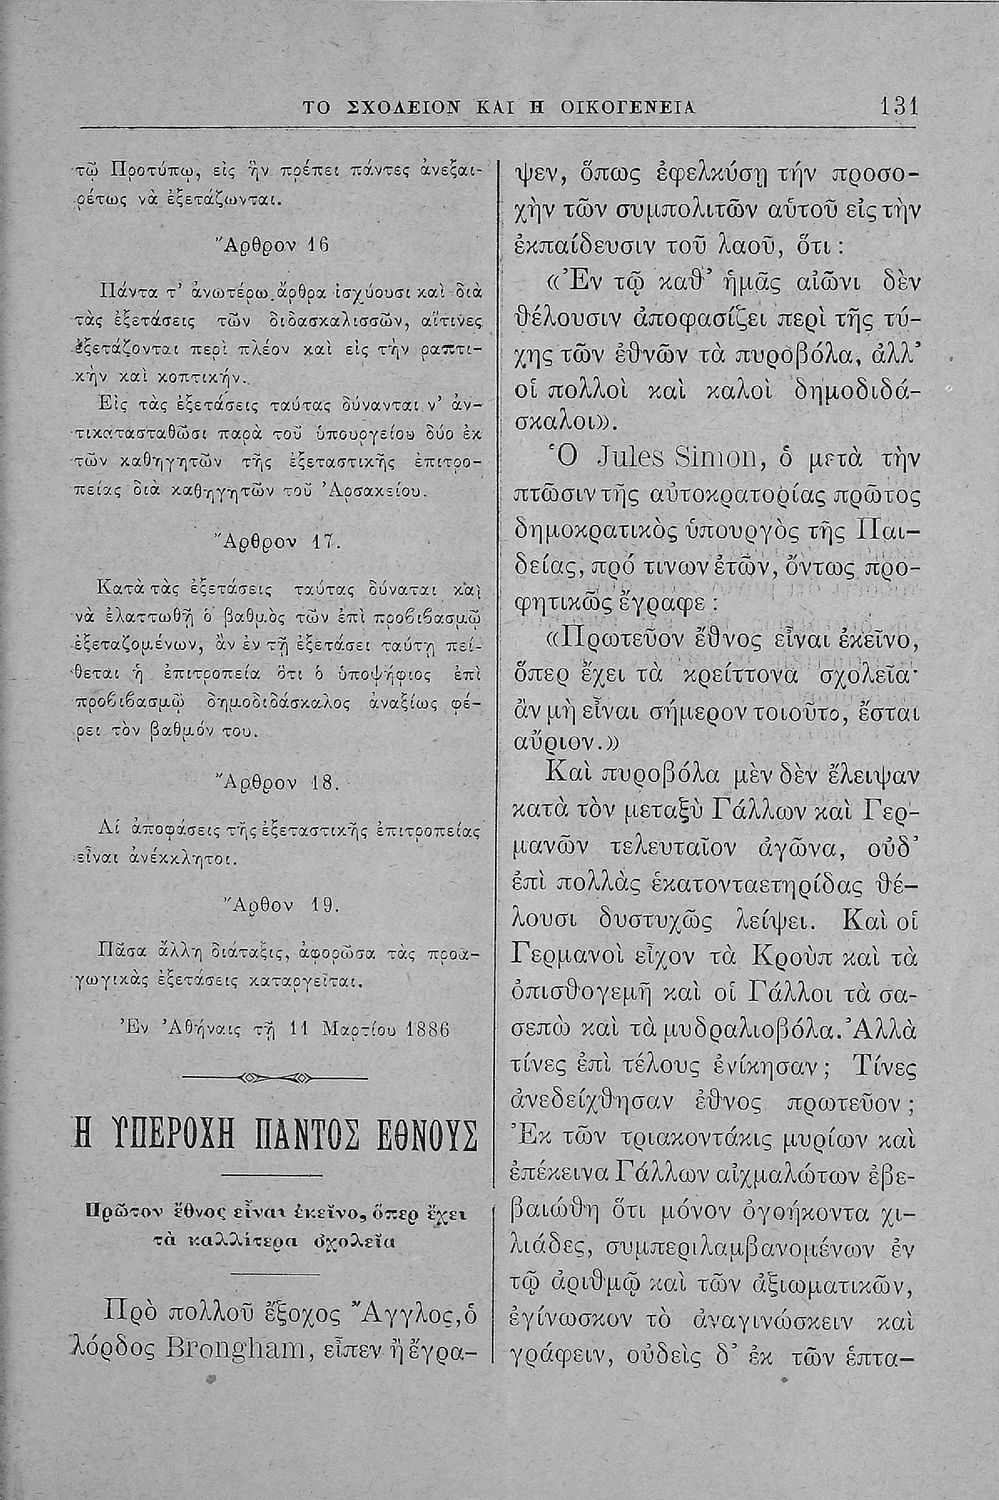 ΤΟ ΣΧΟΛΕΙΟΝ ΚΑΙ Η ΟΙΚΟΓΕΝΕΙΑ 131
τῷ Προτύπῳ, εἰς ἣν πρέπει πάντες ἀνεξαι-
ρέτως νὰ ἐξετάζωνται.
Ἄρθρον 16
Πάντα τ' ἀνωτέρω ἄρθρα ἰσχύουσι καὶ διὰ
τὰς ἐξετάσεις τῶν διδασκαλισσῶν, αἵτινες
ἐξετάζονται περὶ πλέον καὶ εἰς τὴν ραπτι-
κὴν καὶ κοπτικήν.
Εἰς τὰς ἐξετάσεις ταύτας δύνανται ν' ἀν-
τικατασταθῶσι παρὰ τοῦ ὑπουργείου δύο ἐκ
τῶν καθηγητῶν τῆς ἐξεταστικῆς ἐπιτρο-
πείας διὰ καθηγητῶν τοῦ Ἀρσακείου.
Ἄρθρον 17.
Κατὰ τὰς ἐξετάσεις ταύτας δύναται καὶ
νὰ ἐλαττωθῇ ὁ βαθμὸς τῶν ἐπὶ προβιβασμῷ
ἐξεταζομένων, ἂν ἐν τῇ ἐξετάσει ταύτῃ πεί-
θεται ἡ ἐπιτροπεία ὅτι ὁ ὑποψήφιος ἐπὶ
προβιβασμῷ δημοδιδάσκαλος ἀναξίως φέ-
ρει τὸν βαθμόν του.
Ἄρθρον 18.
Αἱ ἀποφάσεις τῆς ἐξεταστικῆς ἐπιτροπείας
εἶναι ἀνέκκλητοι.
Ἄρθον 19.
Πᾶσα ἄλλη διάταξις, ἀφορῶσα τὰς προα-
γωγικὰς ἐξετάσεις καταργεῖται.
Ἐν Ἀθήναις τῇ 11 Μαρτίου 1886
Η ΥΠΕΡΟΧΗ ΠΑΝΤΟΣ ΕΘΝΟΥΣ
Πρῶτον ἔθνος εἶναι ἐκεῖνο, ὅπερ ἔχει
τὰ καλλίτερα σχολεῖα
Πρὸ πολλοῦ ἔξοχος Ἄγγλος, ὁ
λόρδος Brongham, εἶπεν ἢ ἔγρα-
ψεν, ὅπως ἐφελκύσῃ τήν προσο-
χὴν τῶν συμπολιτῶν αὑτοῦ εἰς τὴν
ἐκπαίδευσιν τοῦ λαοῦ, ὅτι :
«Ἐν τῷ καθ' ἡμᾶς αἰῶνι δὲν
θέλουσιν ἀποφασίζει περὶ τῆς τύ-
χης τῶν ἐθνῶν τὰ πυροβόλα, ἀλλ'
οἱ πολλοὶ καὶ καλοὶ δημοδιδά-
σκαλοι».
Ὁ Jules Simon, ὁ μετὰ τὴν
πτῶσιν τῆς αὐτοκρατορίας πρῶτος
δημοκρατικὸς ὑπουργὸς τῆς Παι-
δείας, πρό τινων ἐτῶν, ὄντως προ-
φητικῶς ἔγραφε :
«Πρωτεῦον ἔθνος εἶναι ἐκεῖνο,
ὅπερ ἔχει τὰ κρείττονα σχολεῖα·
ἂν μὴ εἶναι σήμερον τοιοῦτο, ἔσται
αὔριον.»
Καὶ πυροβόλα μὲν δὲν ἔλειψαν
κατὰ τὸν μεταξὺ Γάλλων καὶ Γερ-
μανῶν τελευταῖον ἀγῶνα, οὐδ'
ἐπὶ πολλὰς ἑκατονταετηρίδας θέ-
λουσι δυστυχῶς λείψει. Καὶ οἱ
Γερμανοὶ εἶχον τὰ Κροὺπ καὶ τὰ
ὀπισθογεμῆ καὶ οἱ Γάλλοι τὰ σα-
σεπὼ καὶ τὰ μυδραλιοβόλα. Ἀλλὰ
τίνες ἐπὶ τέλους ἐνίκησαν ; Τίνες
ἀνεδείχθησαν ἔθνος πρωτεῦον ;
Ἐκ τῶν τριακοντάκις μυρίων καὶ
ἐπέκεινα Γάλλων αἰχμαλώτων ἐβε-
βαιώθη ὅτι μόνον ὀγοήκοντα χι-
λιάδες, συμπεριλαμβανομένων ἐν
τῷ ἀριθμῷ καὶ τῶν ἀξιωματικῶν,
ἐγίνωσκον τὸ ἀναγινώσκειν καὶ
γράφειν, οὐδεὶς δ' ἐκ τῶν ἑπτα-